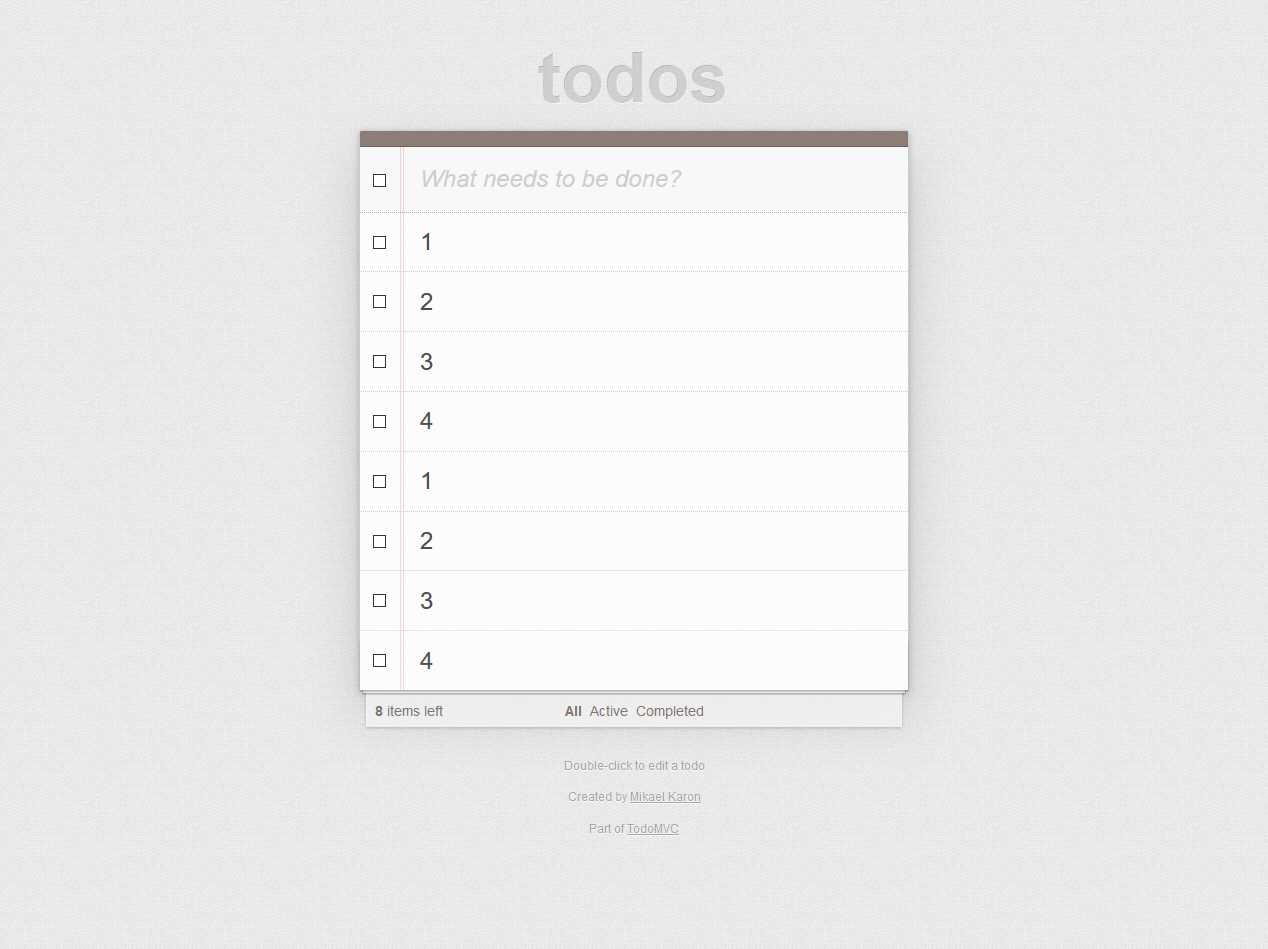 todos
What needs to be done?
1
2
3
4
1
2
3
4
8 items left All Active Completed
Double-click to edit a todo
Created by Mikael Karon
Part of TodoMVC